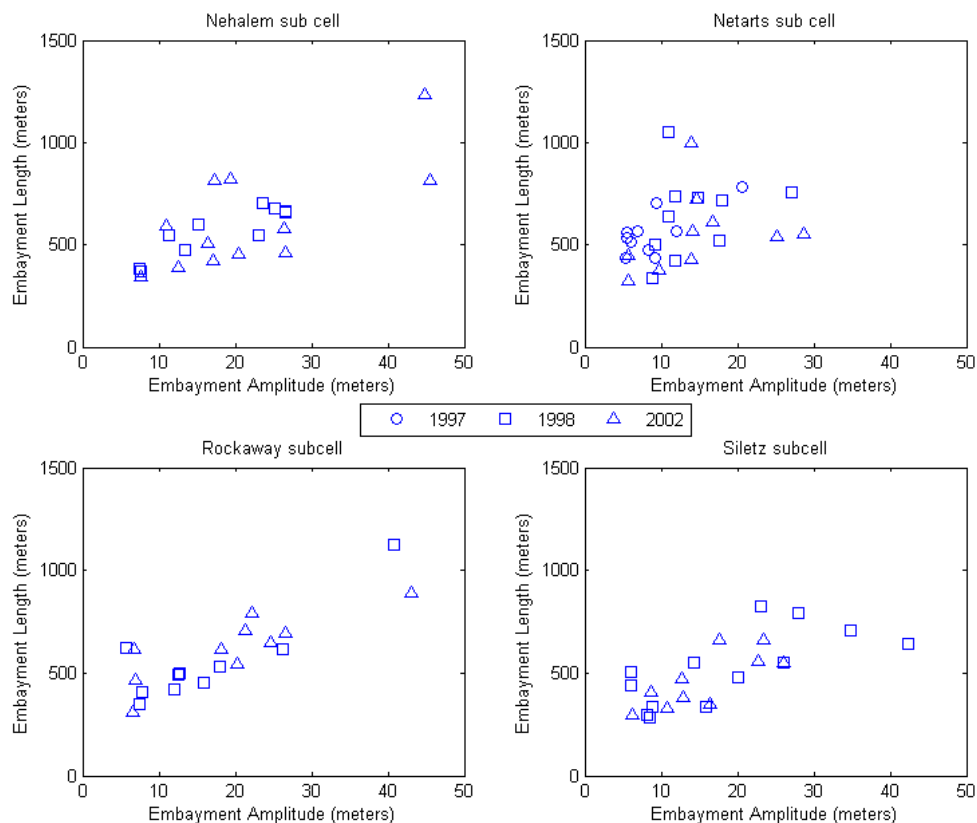 Nehalem sub cell
1500
1000
500
0
Embayment Length (meters)
0 10 20 30 40 50
Embayment Amplitude (meters)
Netarts sub cell
1500
1000
500
0
Embayment Length (meters)
0 10 20 30 40 50
Embayment Amplitude (meters)
1997 1998 2002
Rockaway subcell
1500
1000
500
0
Embayment Length (meters)
0 10 20 30 40 50
Embayment Amplitude (meters)
Siletz subcell
1500
1000
500
0
Embayment Length (meters)
0 10 20 30 40 50
Embayment Amplitude (meters)